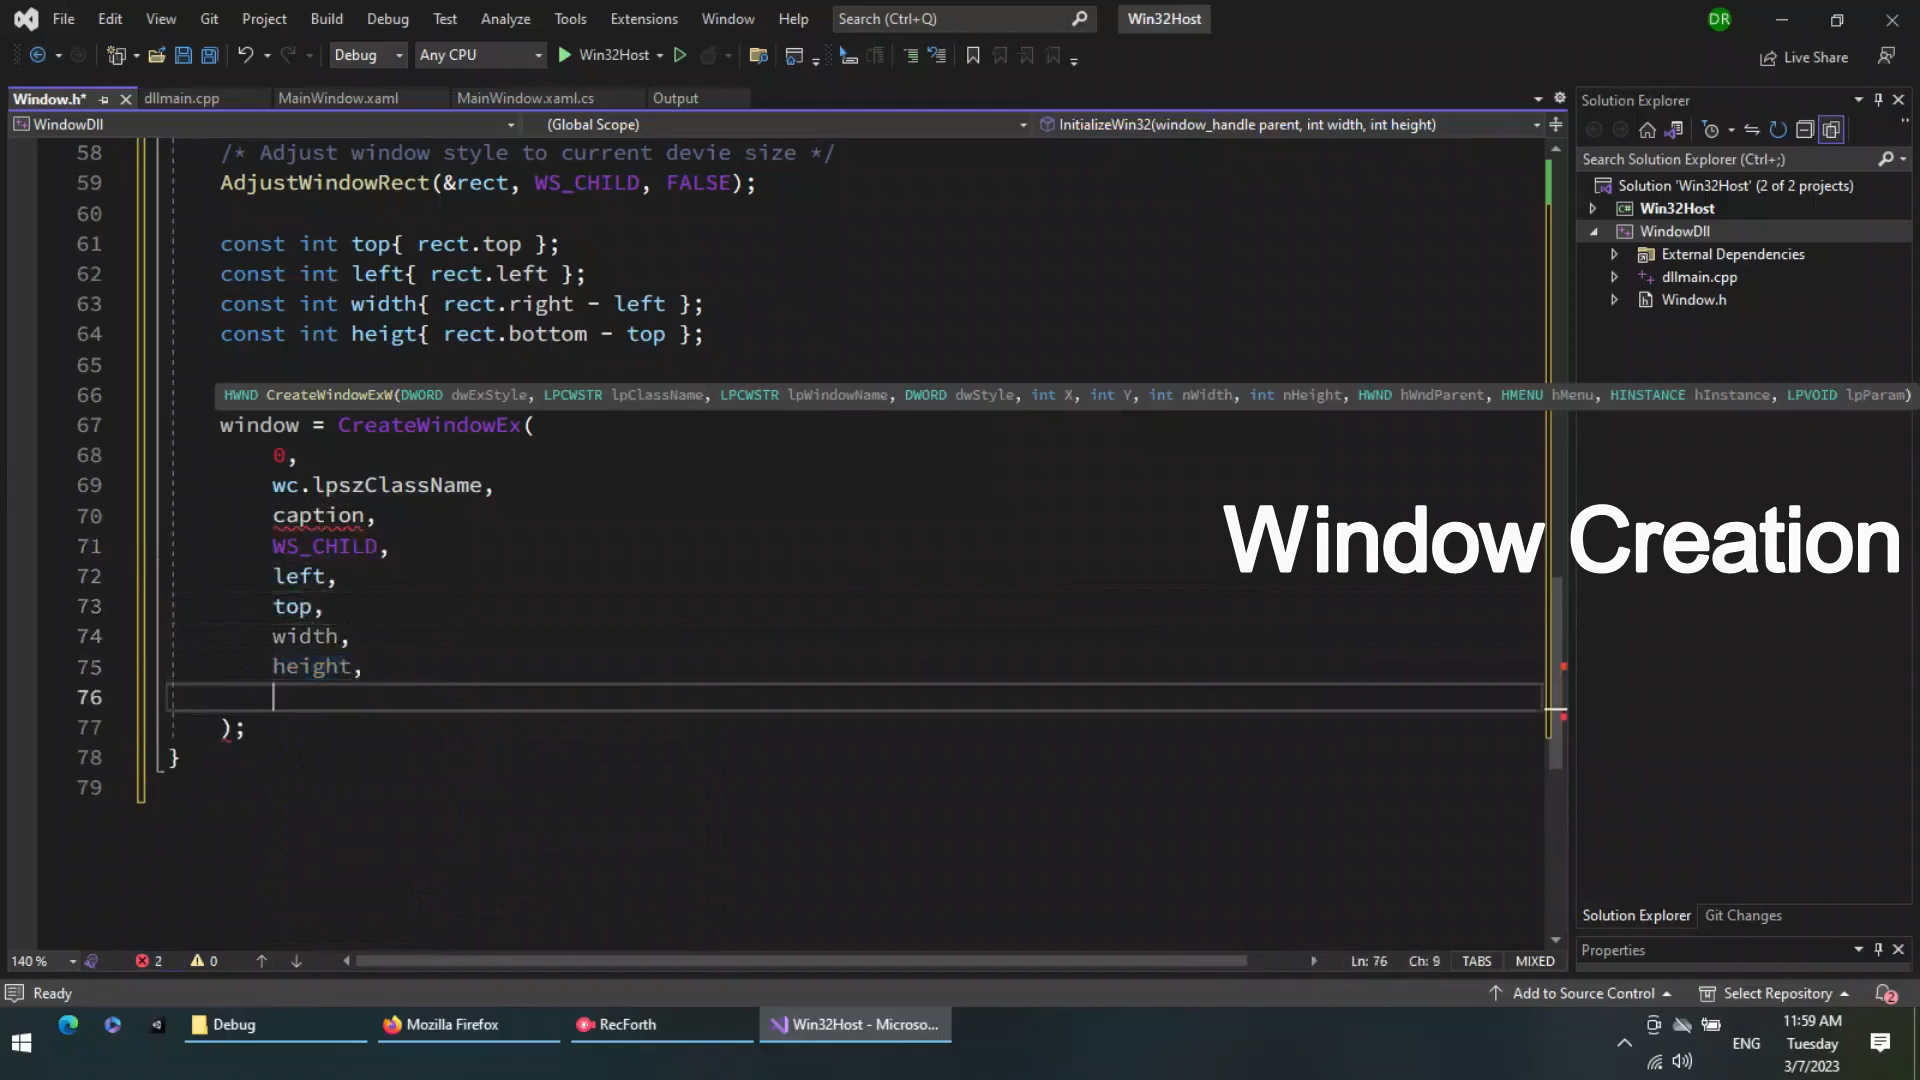 File Edit View Git Project Build Debug Test Analyze Tools Extensions Window Help Search (Ctrl+Q) Win32Host DR
Debug Any CPU Win32Host Live Share
Window.h* dllmain.cpp MainWindow.xaml MainWindow.xaml.cs Output
WindowDll (Global Scope) InitializeWin32(window_handle parent, int width, int height)
58 /* Adjust window style to current devie size */
59 AdjustWindowRect(&rect, WS_CHILD, FALSE);
60
61 const int top{ rect.top };
62 const int left{ rect.left };
63 const int width{ rect.right - left };
64 const int heigt{ rect.bottom - top };
65
66 HWND CreateWindowExW(DWORD dwExStyle, LPCWSTR lpClassName, LPCWSTR lpWindowName, DWORD dwStyle, int X, int Y, int nWidth, int nHeight, HWND hWndParent, HMENU hMenu, HINSTANCE hInstance, LPVOID lpParam)
67 window = CreateWindowEx(
68 0,
69 wc.lpszClassName,
70 caption,
71 WS_CHILD,
72 left,
73 top,
74 width,
75 height,
76
77 );
78 }
79
Window Creation
Solution Explorer
Search Solution Explorer (Ctrl+;)
Solution 'Win32Host' (2 of 2 projects)
C# Win32Host
WindowDll
External Dependencies
dllmain.cpp
Window.h
Solution Explorer Git Changes
Properties
140 % 2 0 Ln: 76 Ch: 9 TABS MIXED
Ready Add to Source Control Select Repository 2
Debug Mozilla Firefox RecForth Win32Host - Microso...
ENG
11:59 AM
Tuesday
3/7/2023